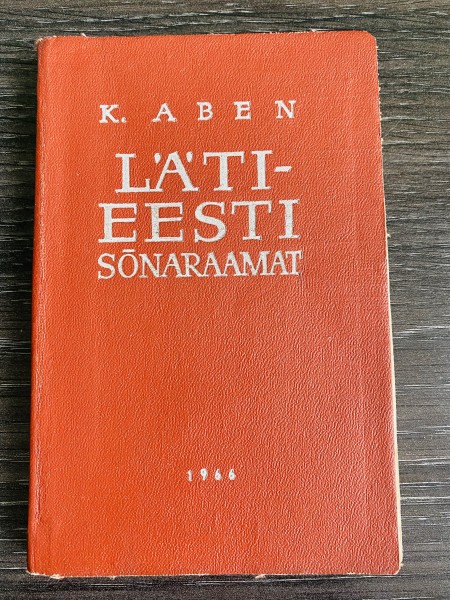 K. ABEN
LÄTI-
EESTI
SÕNARAAMAT
1966